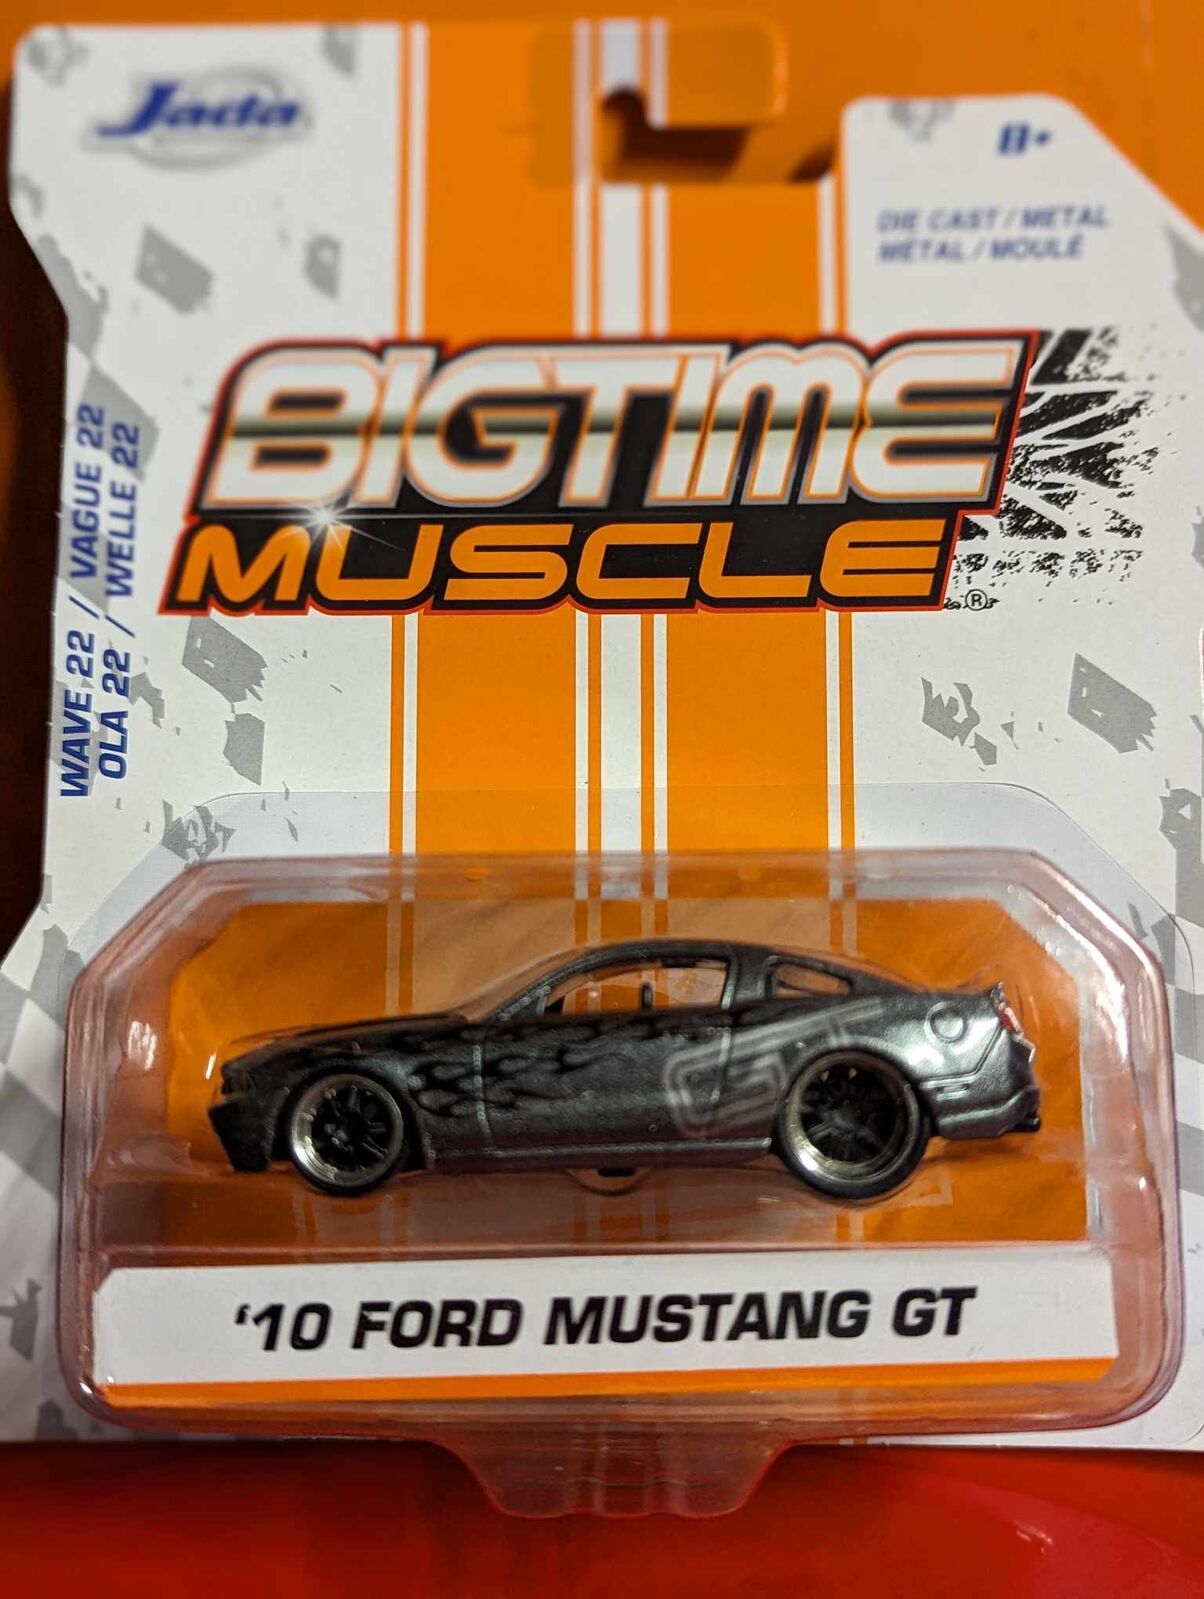 Jada
8+
DIE CAST / METAL
MÉTAL / MOULÉ
BIGTIME
MUSCLE®
WAVE 22 / VAGUE 22
OLA 22 / WELLE 22
'10 FORD MUSTANG GT